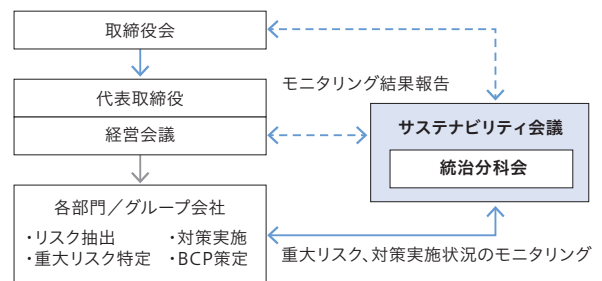 取締役会
モニタリング結果報告
代表取締役
経営会議
サステナビリティ会議
統治分科会
各部門／グループ会社
・リスク抽出 ・対策実施
・重大リスク特定 ・BCP策定
重大リスク、対策実施状況のモニタリング